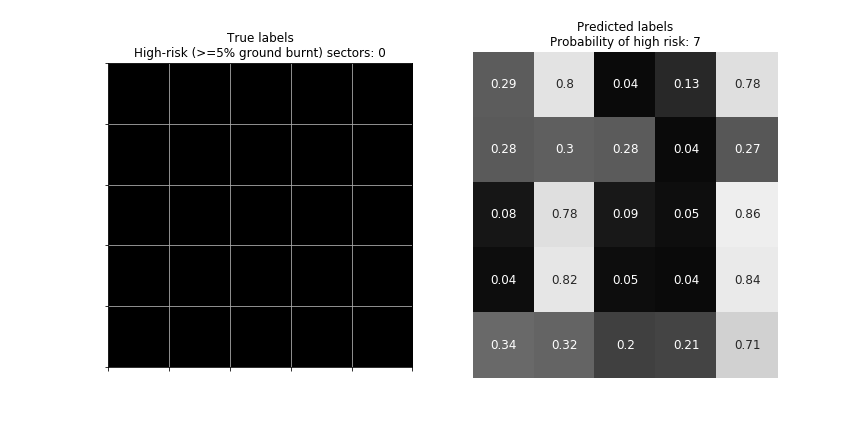 True labels
High-risk (>=5% ground burnt) sectors: 0
Predicted labels
Probability of high risk: 7
0.29 0.8 0.04 0.13 0.78
0.28 0.3 0.28 0.04 0.27
0.08 0.78 0.09 0.05 0.86
0.04 0.82 0.05 0.04 0.84
0.34 0.32 0.2 0.21 0.71